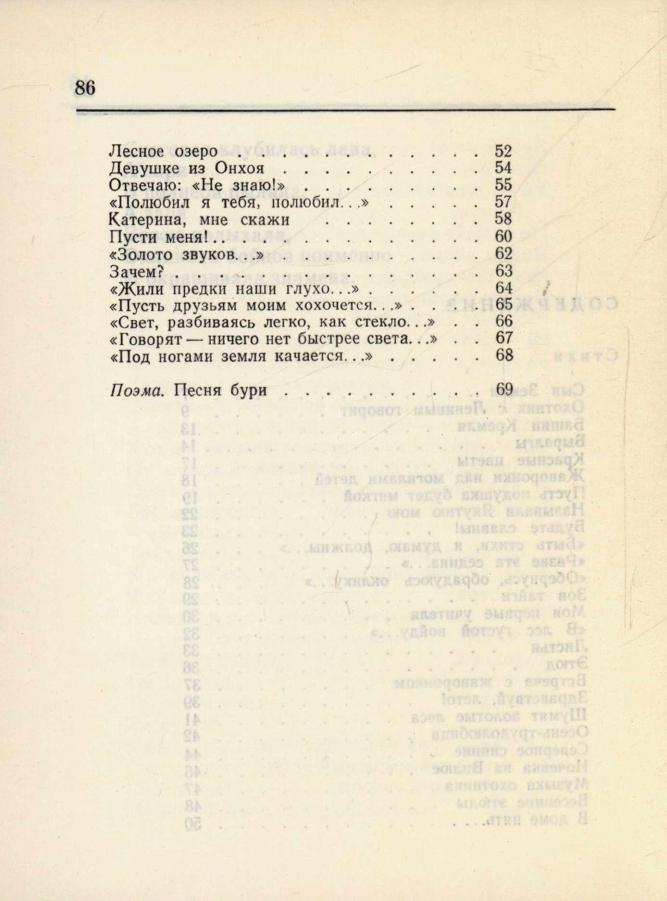 86
Лесное озеро . . . . . . . . . . . 52
Девушке из Онхоя . . . . . . . . . 54
Отвечаю: «Не знаю!» . . . . . . . . 55
«Полюбил я тебя, полюбил. . .» . . . . . 57
Катерина, мне скажи . . . . . . . . 58
Пусти меня!. . . . . . . . . . . . 60
«Золото звуков. . .» . . . . . . . . . 62
Зачем? . . . . . . . . . . . . . 63
«Жили предки наши глухо. . .» . . . . . . 64
«Пусть друзьям моим хохочется. . .» . . . . 65
«Свет, разбиваясь легко, как стекло. . .» . . 66
«Говорят — ничего нет быстрее света. . .» . . 67
«Под ногами земля качается. . .» . . . . . 68
Поэма. Песня бури . . . . . . . . . . 69